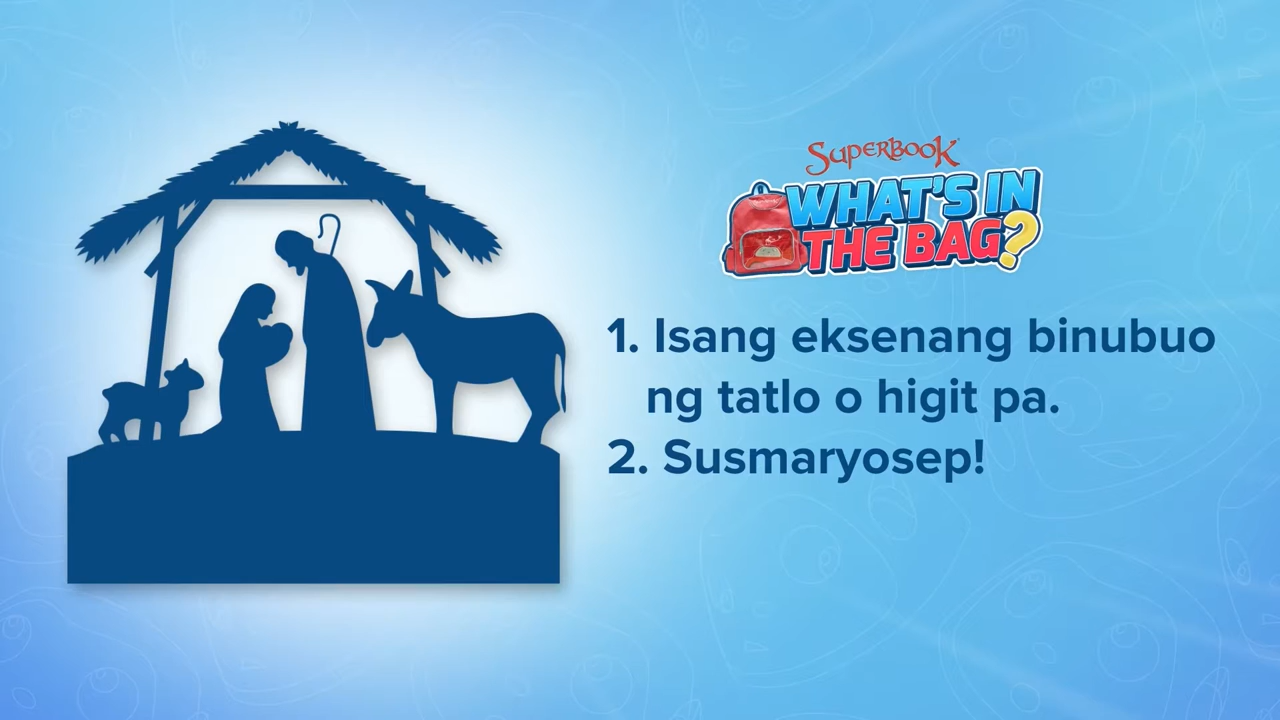 SUPERBOOK
WHAT'S IN
THE BAG?
1. Isang eksenang binubuo
ng tatlo o higit pa.
2. Susmaryosep!